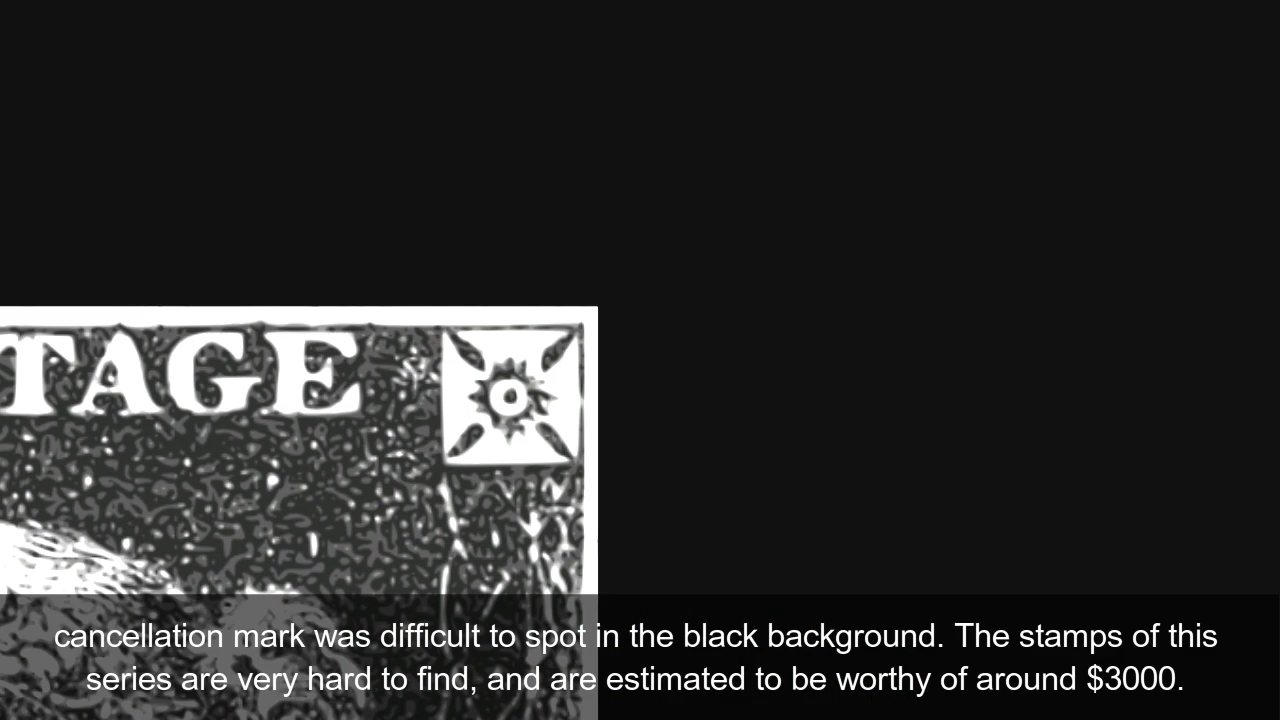 TAGE
cancellation mark was difficult to spot in the black background. The stamps of this
series are very hard to find, and are estimated to be worthy of around $3000.